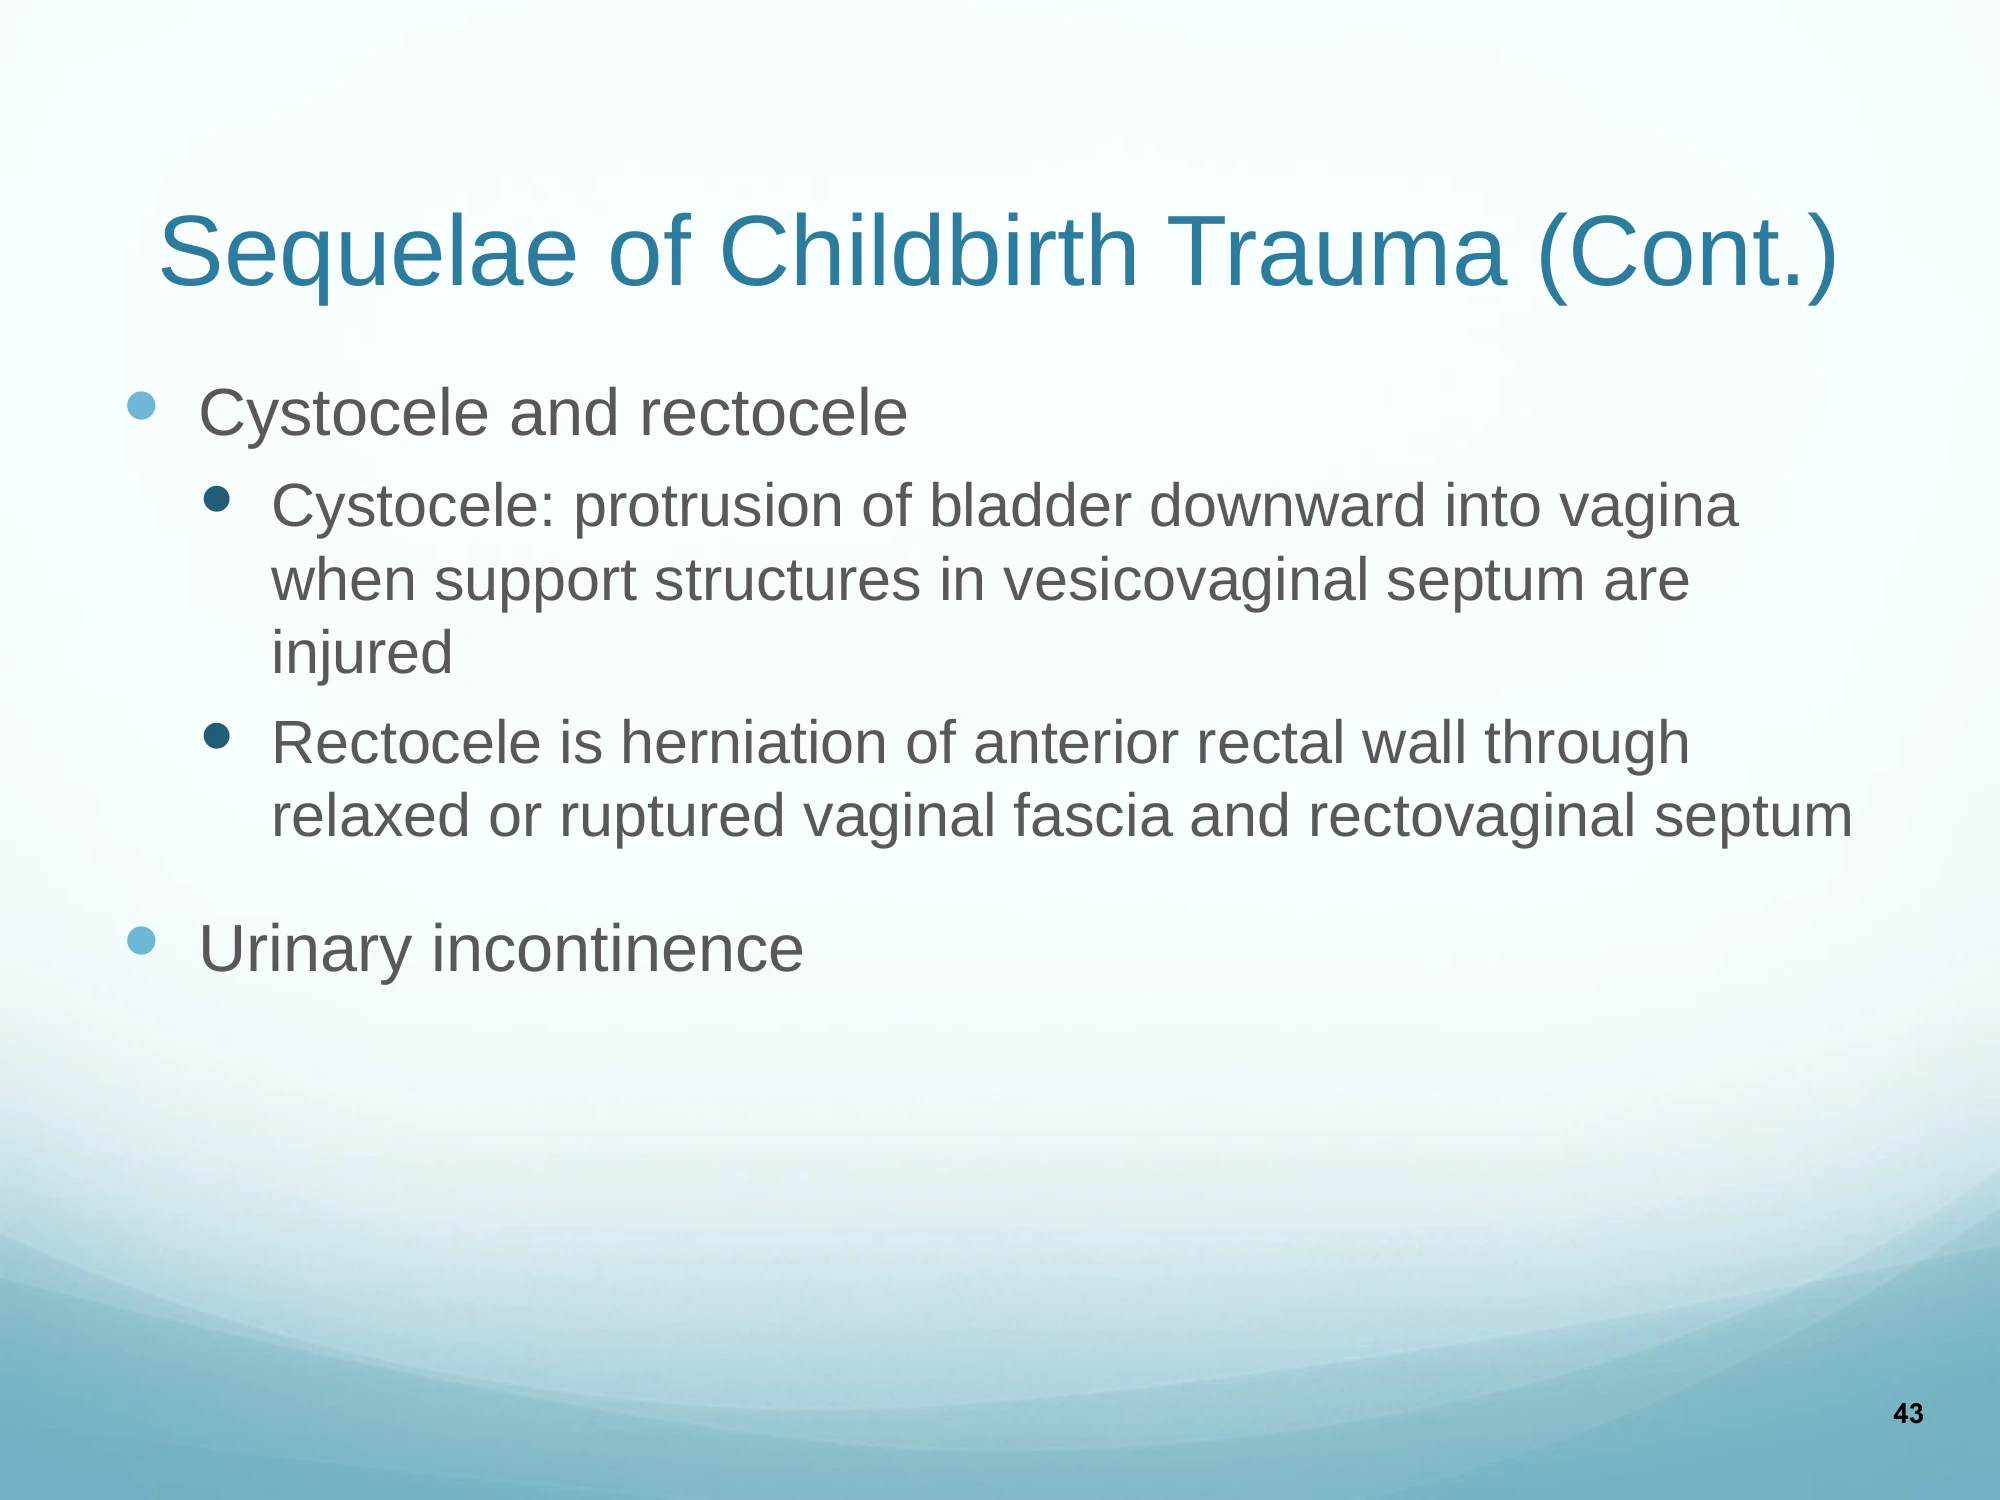 Sequelae of Childbirth Trauma (Cont.)
Cystocele and rectocele
Cystocele: protrusion of bladder downward into vagina
when support structures in vesicovaginal septum are
injured
Rectocele is herniation of anterior rectal wall through
relaxed or ruptured vaginal fascia and rectovaginal septum
Urinary incontinence
43